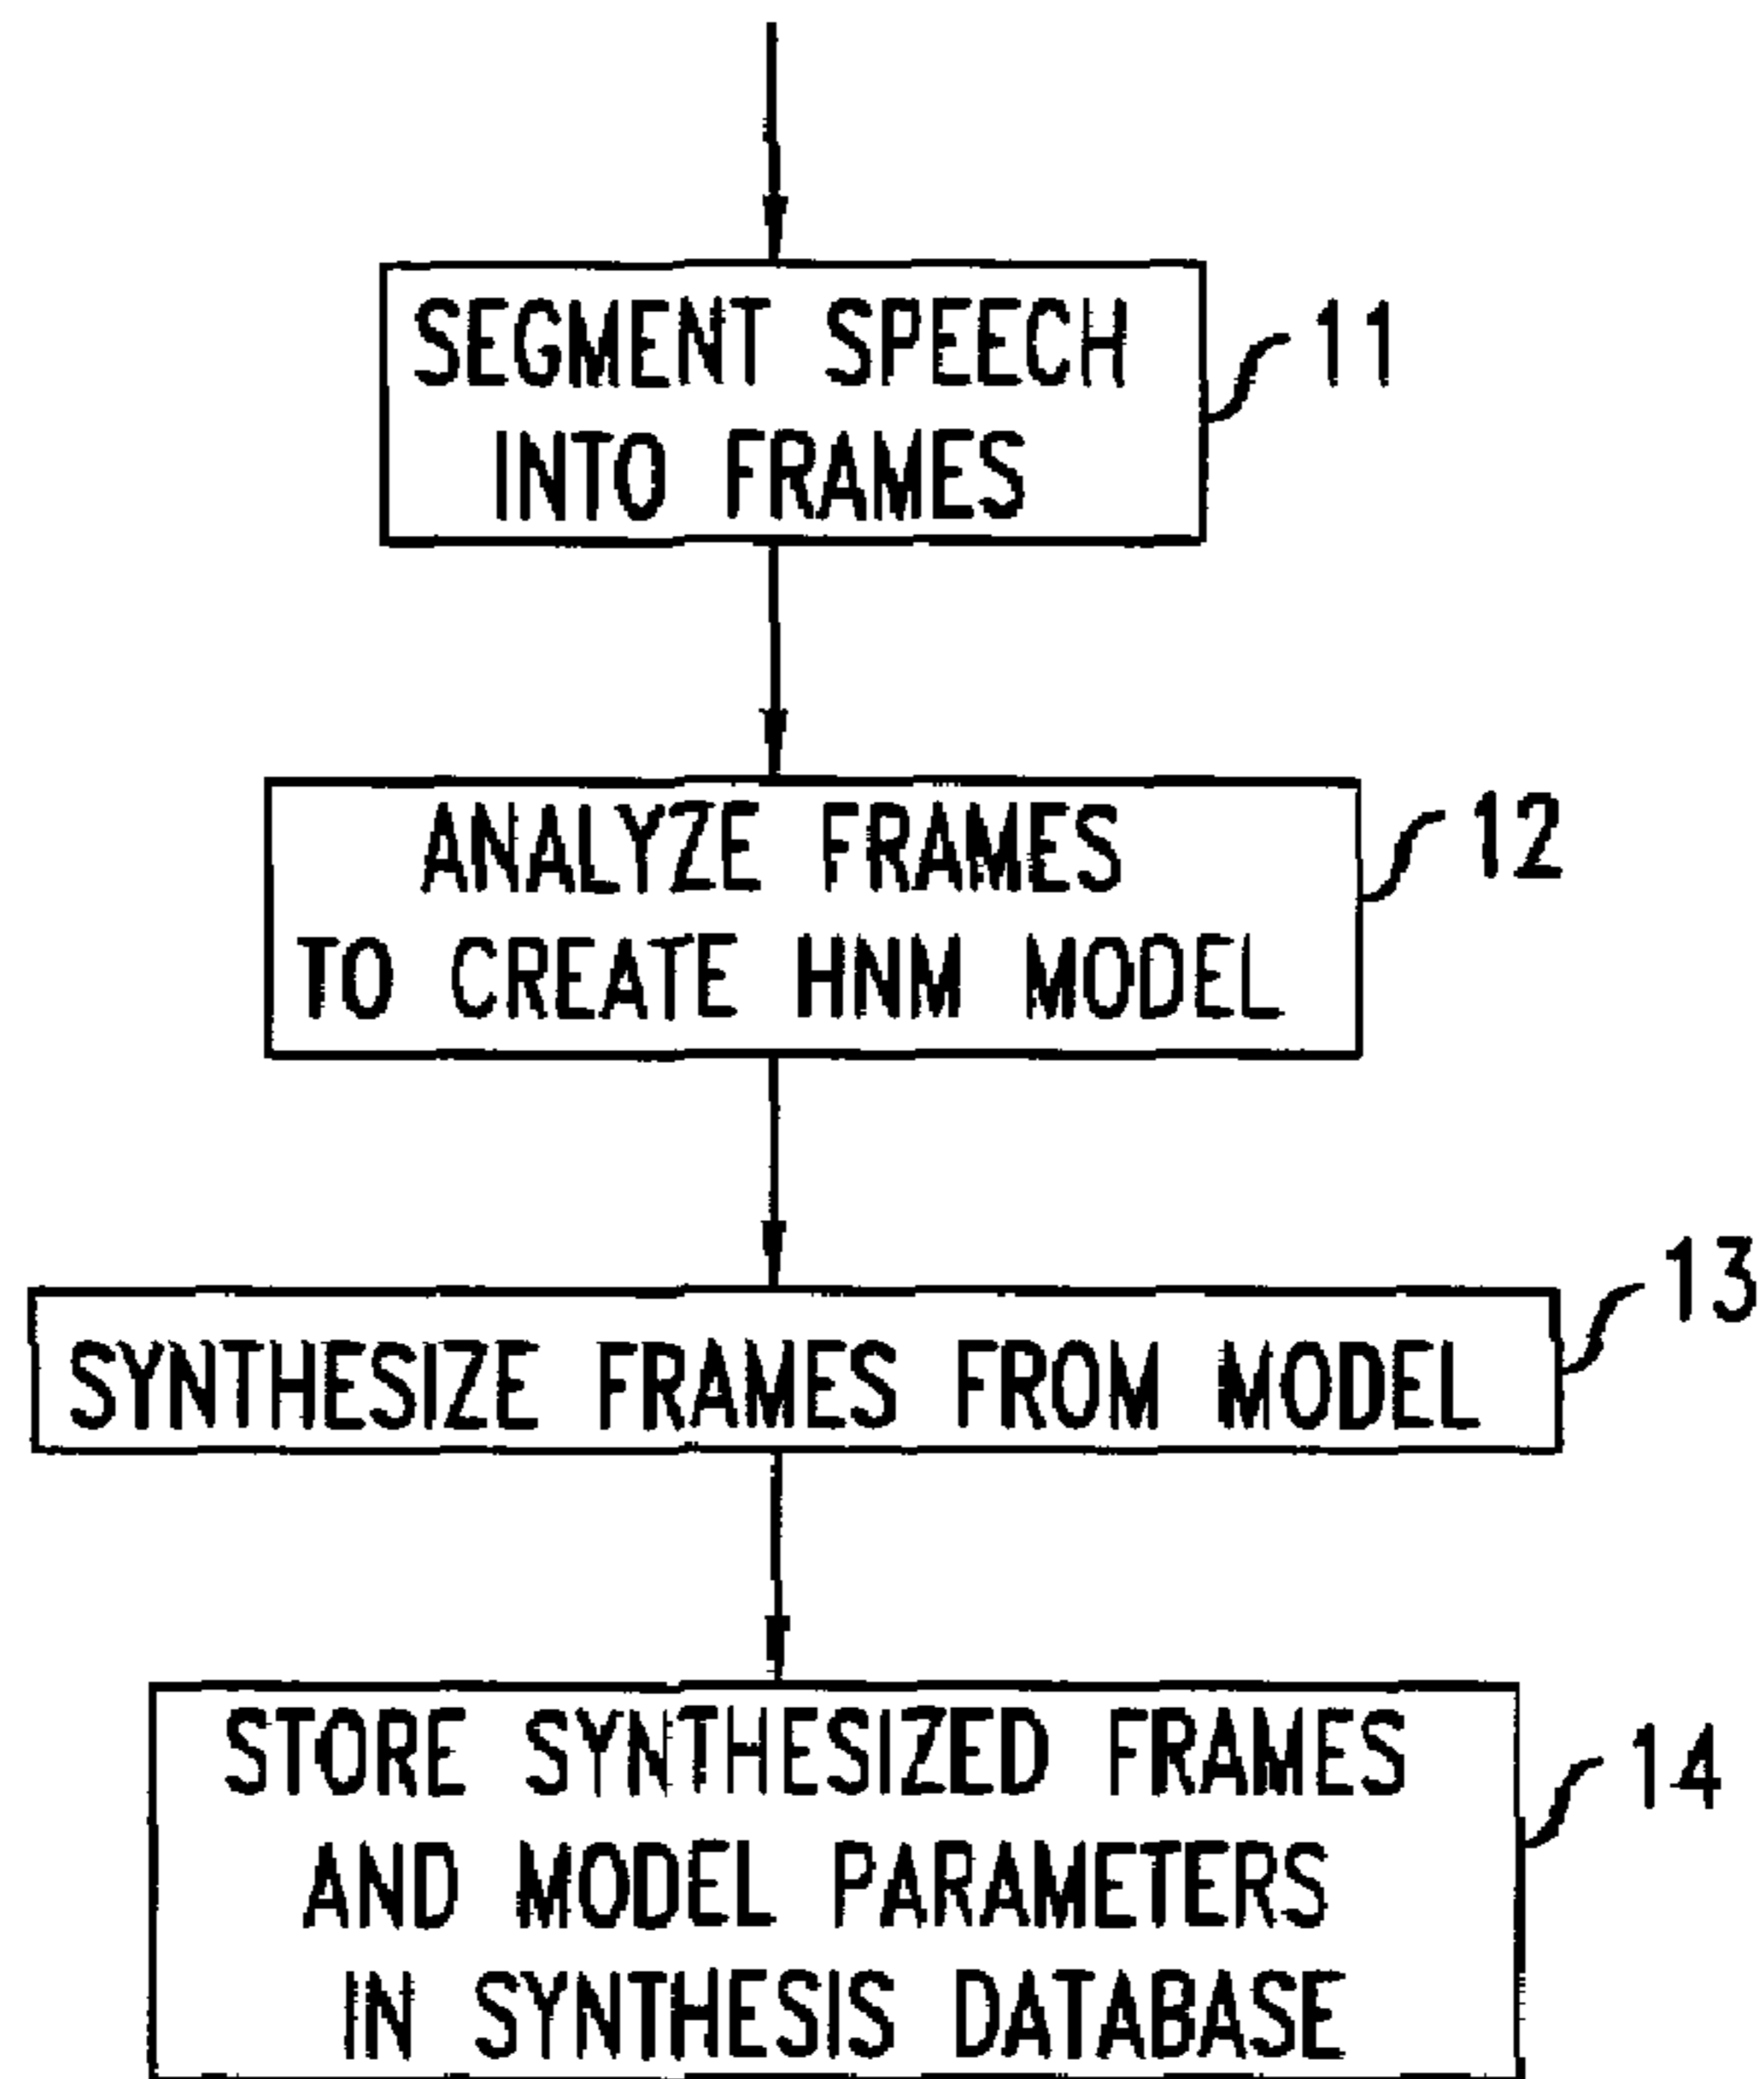 SEGMENT SPEECH
INTO FRAMES
11
ANALYZE FRAMES
TO CREATE HNM MODEL
12
SYNTHESIZE FRAMES FROM MODEL
13
STORE SYNTHESIZED FRAMES
AND MODEL PARAMETERS
IN SYNTHESIS DATABASE
14